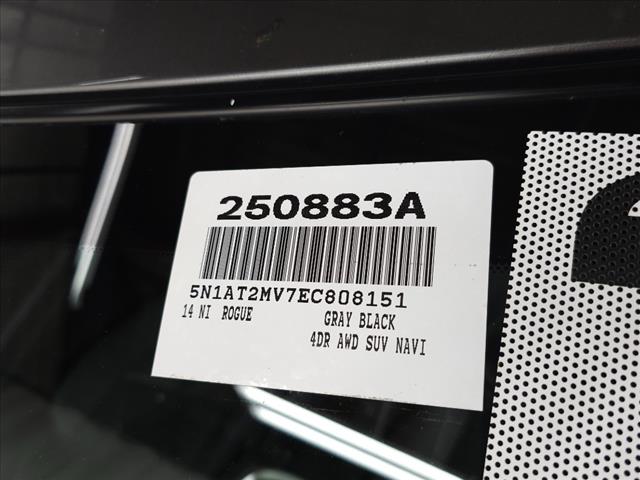 250883A
5N1AT2MV7EC808151
14 NI ROGUE GRAY BLACK
4DR AWD SUV NAVI